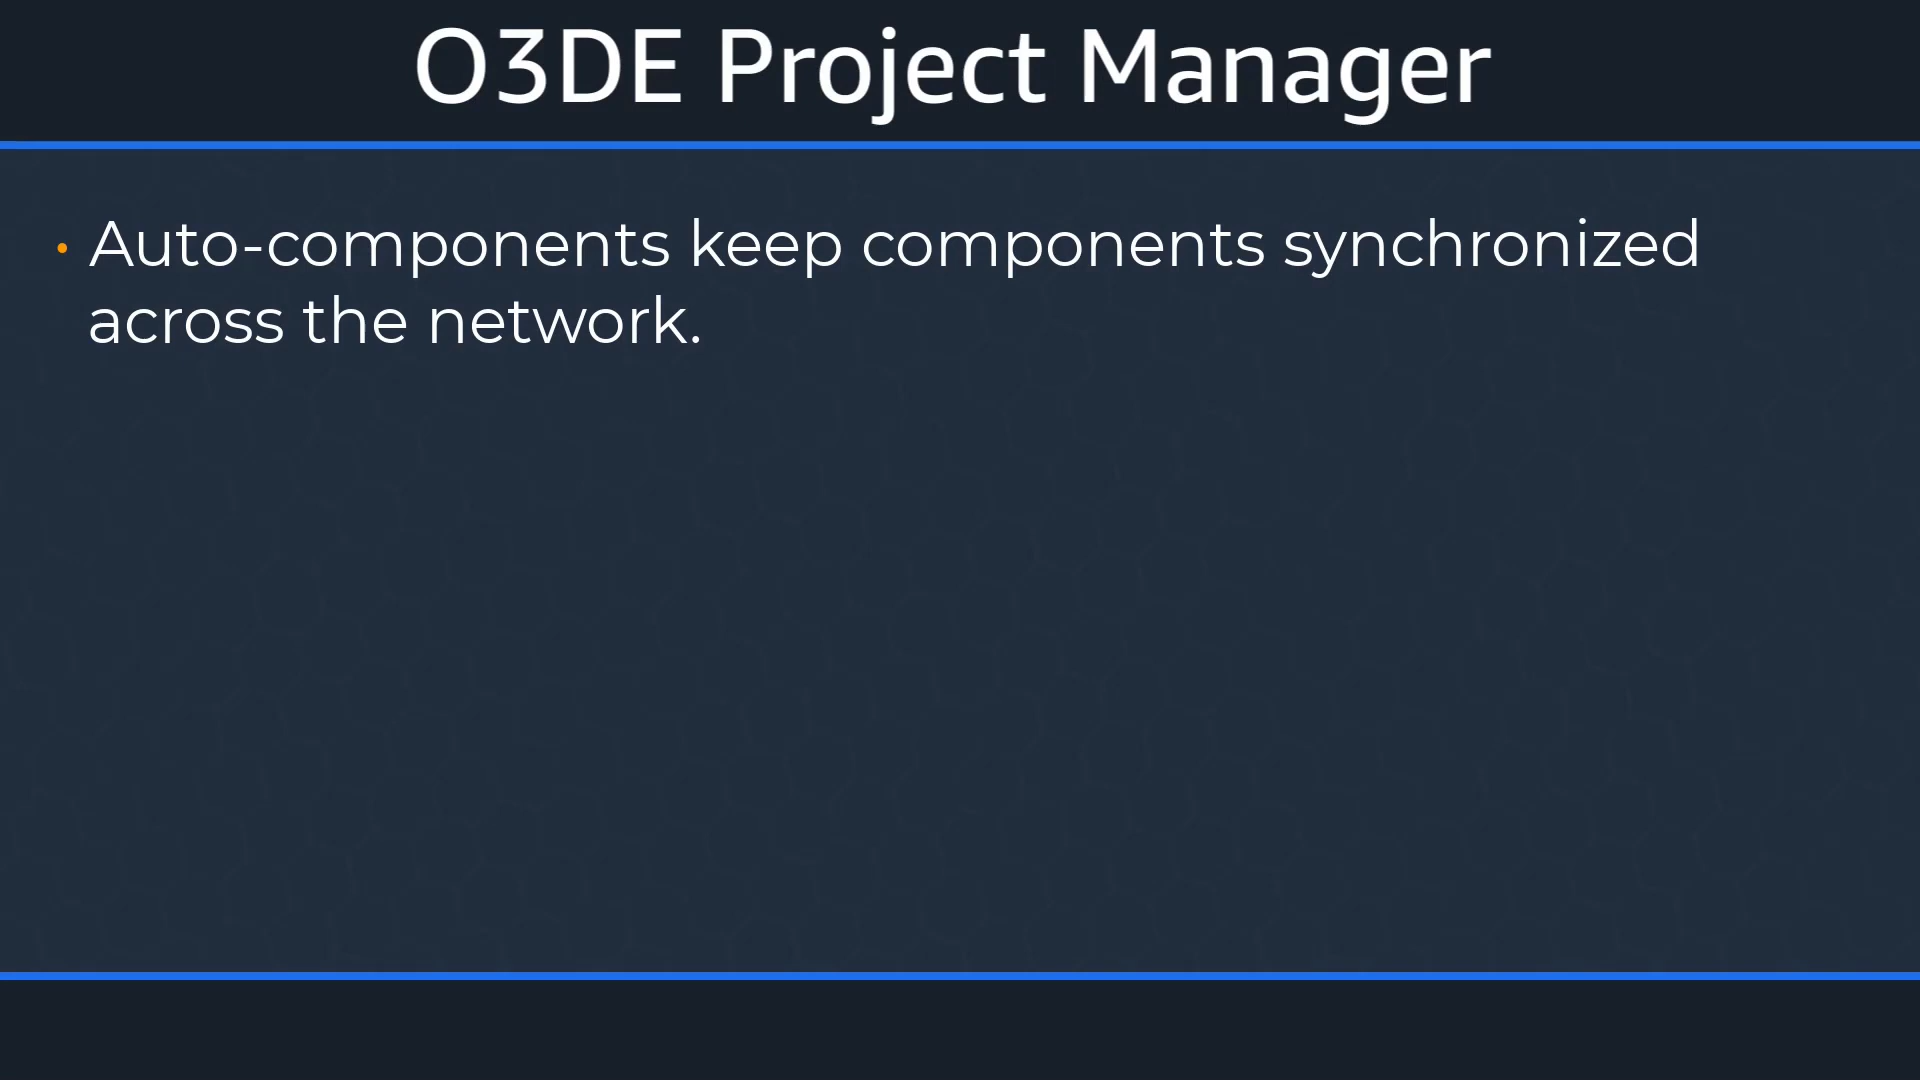 O3DE Project Manager
• Auto-components keep components synchronized
across the network.